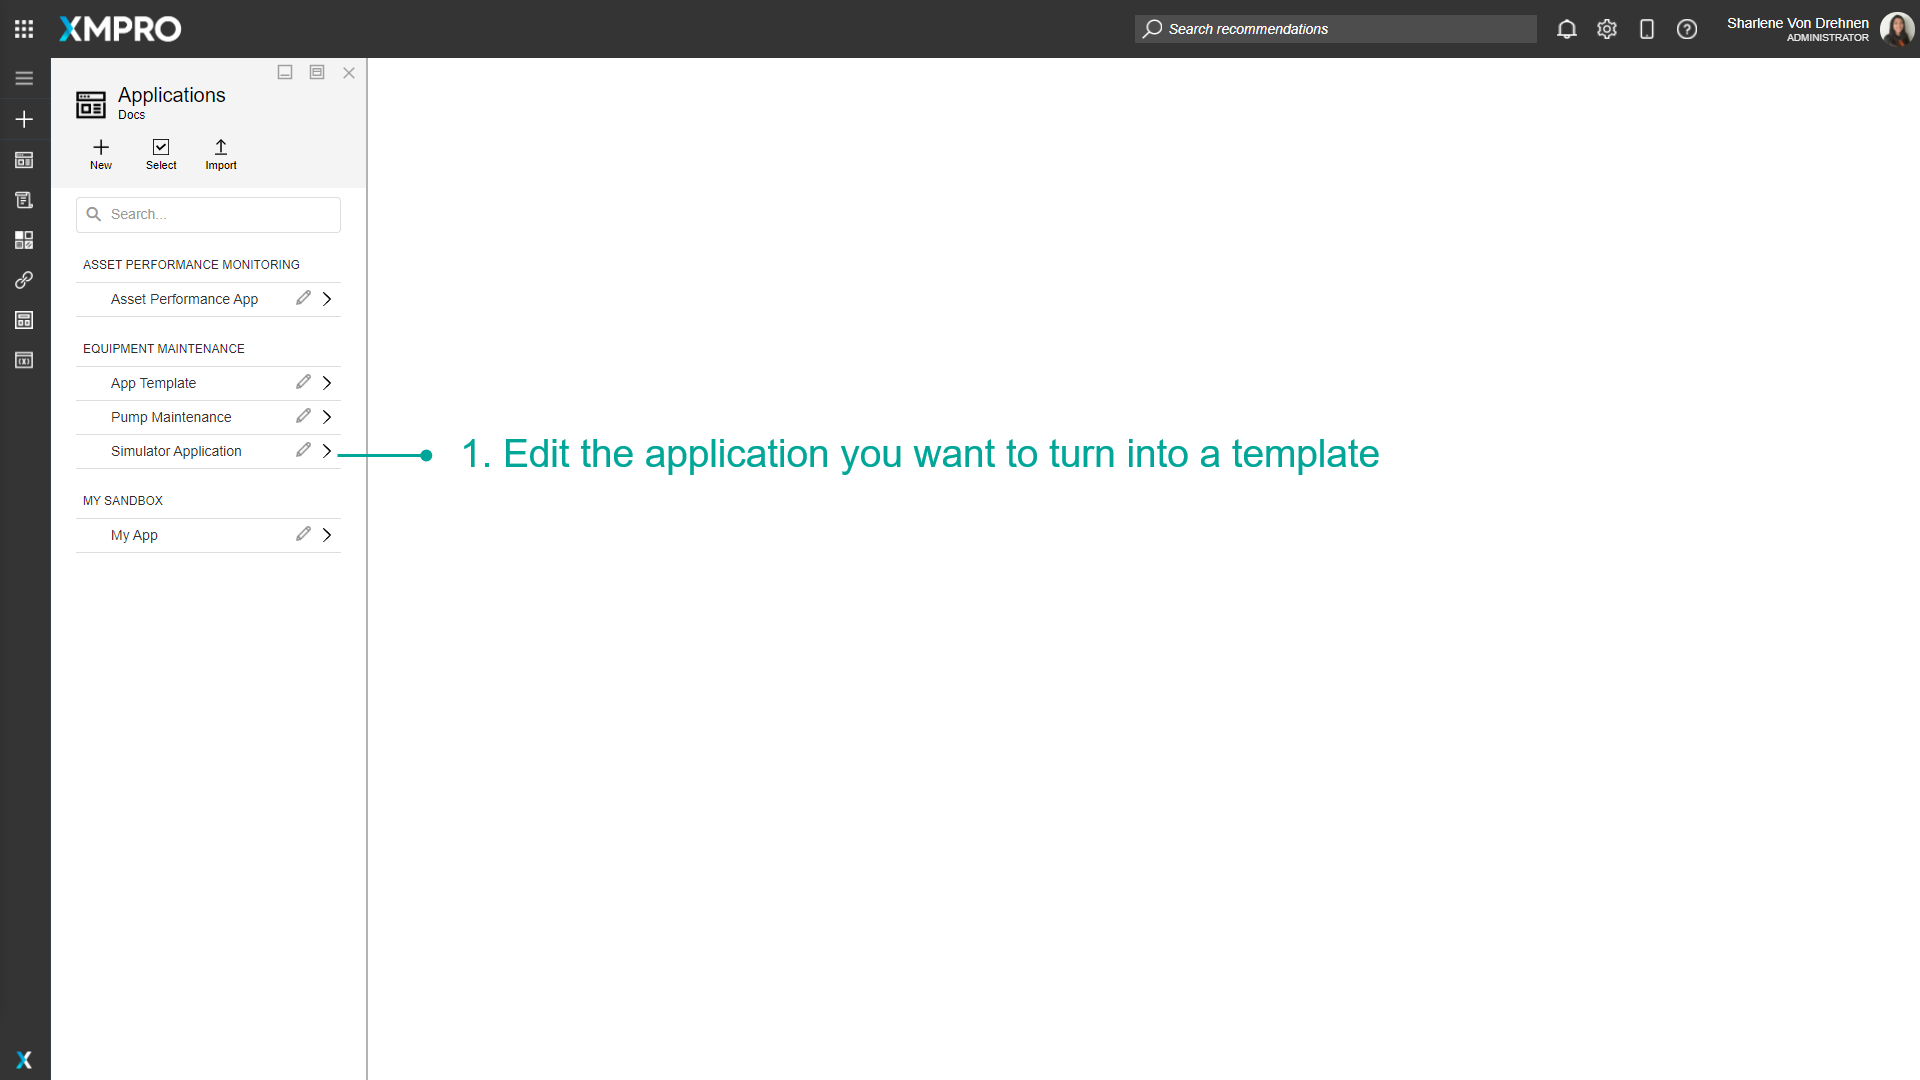 XMPRO
Search recommendations
Sharlene Von Drehnen
ADMINISTRATOR
Applications
Docs
New
Select
Import
Search...
ASSET PERFORMANCE MONITORING
Asset Performance App
EQUIPMENT MAINTENANCE
App Template
Pump Maintenance
Simulator Application
1. Edit the application you want to turn into a template
MY SANDBOX
My App